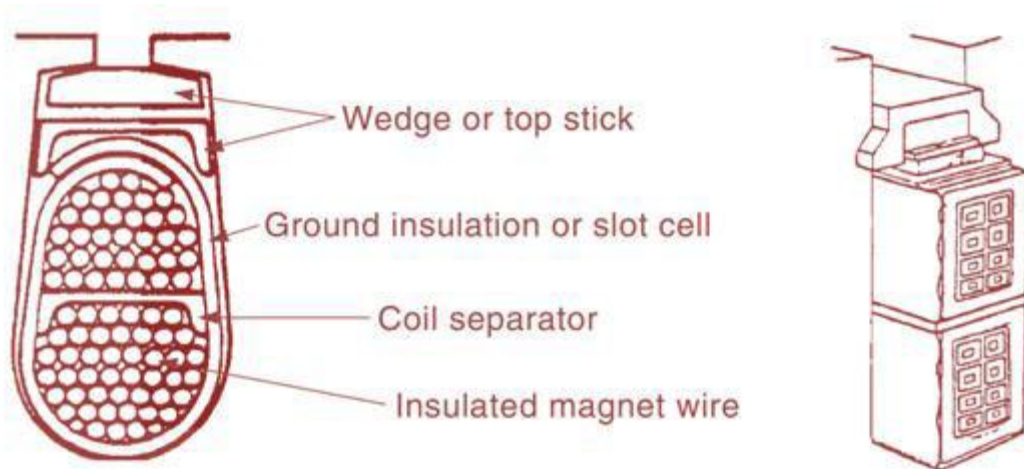 Wedge or top stick
Ground insulation or slot cell
Coil separator
Insulated magnet wire